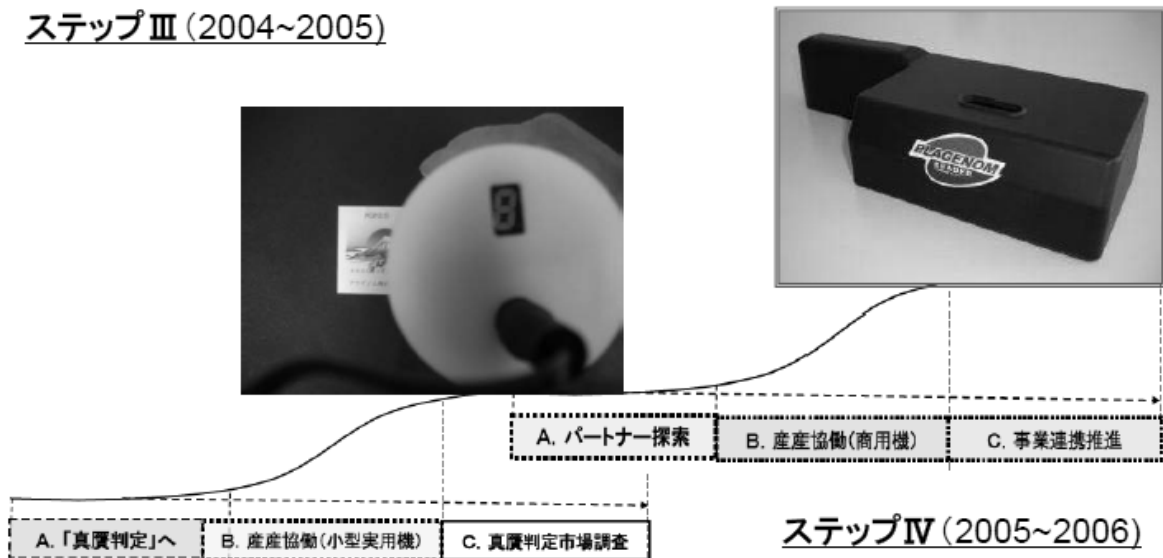 ステップⅢ (2004~2005)
PLAGENOM
READER
8
A. パートナー探索
B. 産産協働(商用機)
C. 事業連携推進
A. 「真贋判定」へ
B. 産産協働(小型実用機)
C. 真贋判定市場調査
ステップⅣ (2005~2006)